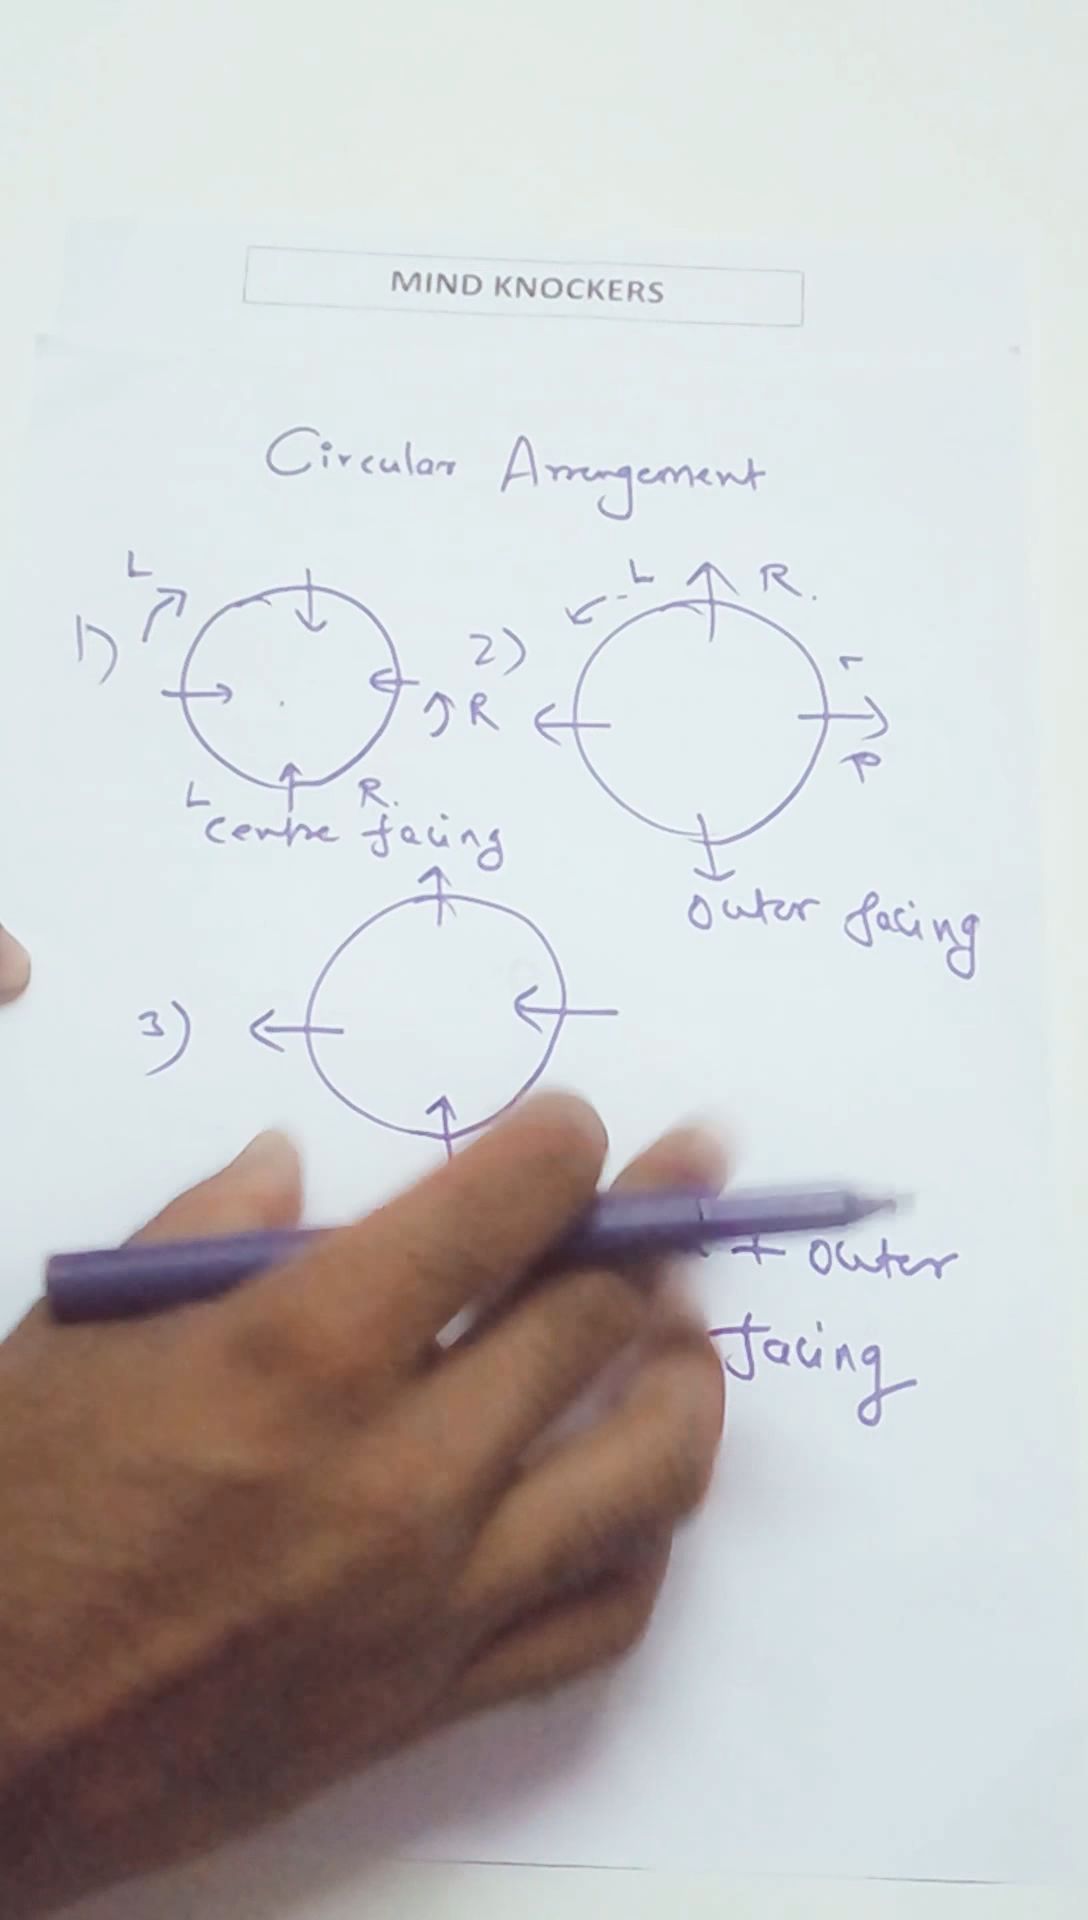 MIND KNOCKERS
Circular Arrangement
1) L R
L R.
centre facing
2) L R.
R
outer facing
3)
+ outer
facing